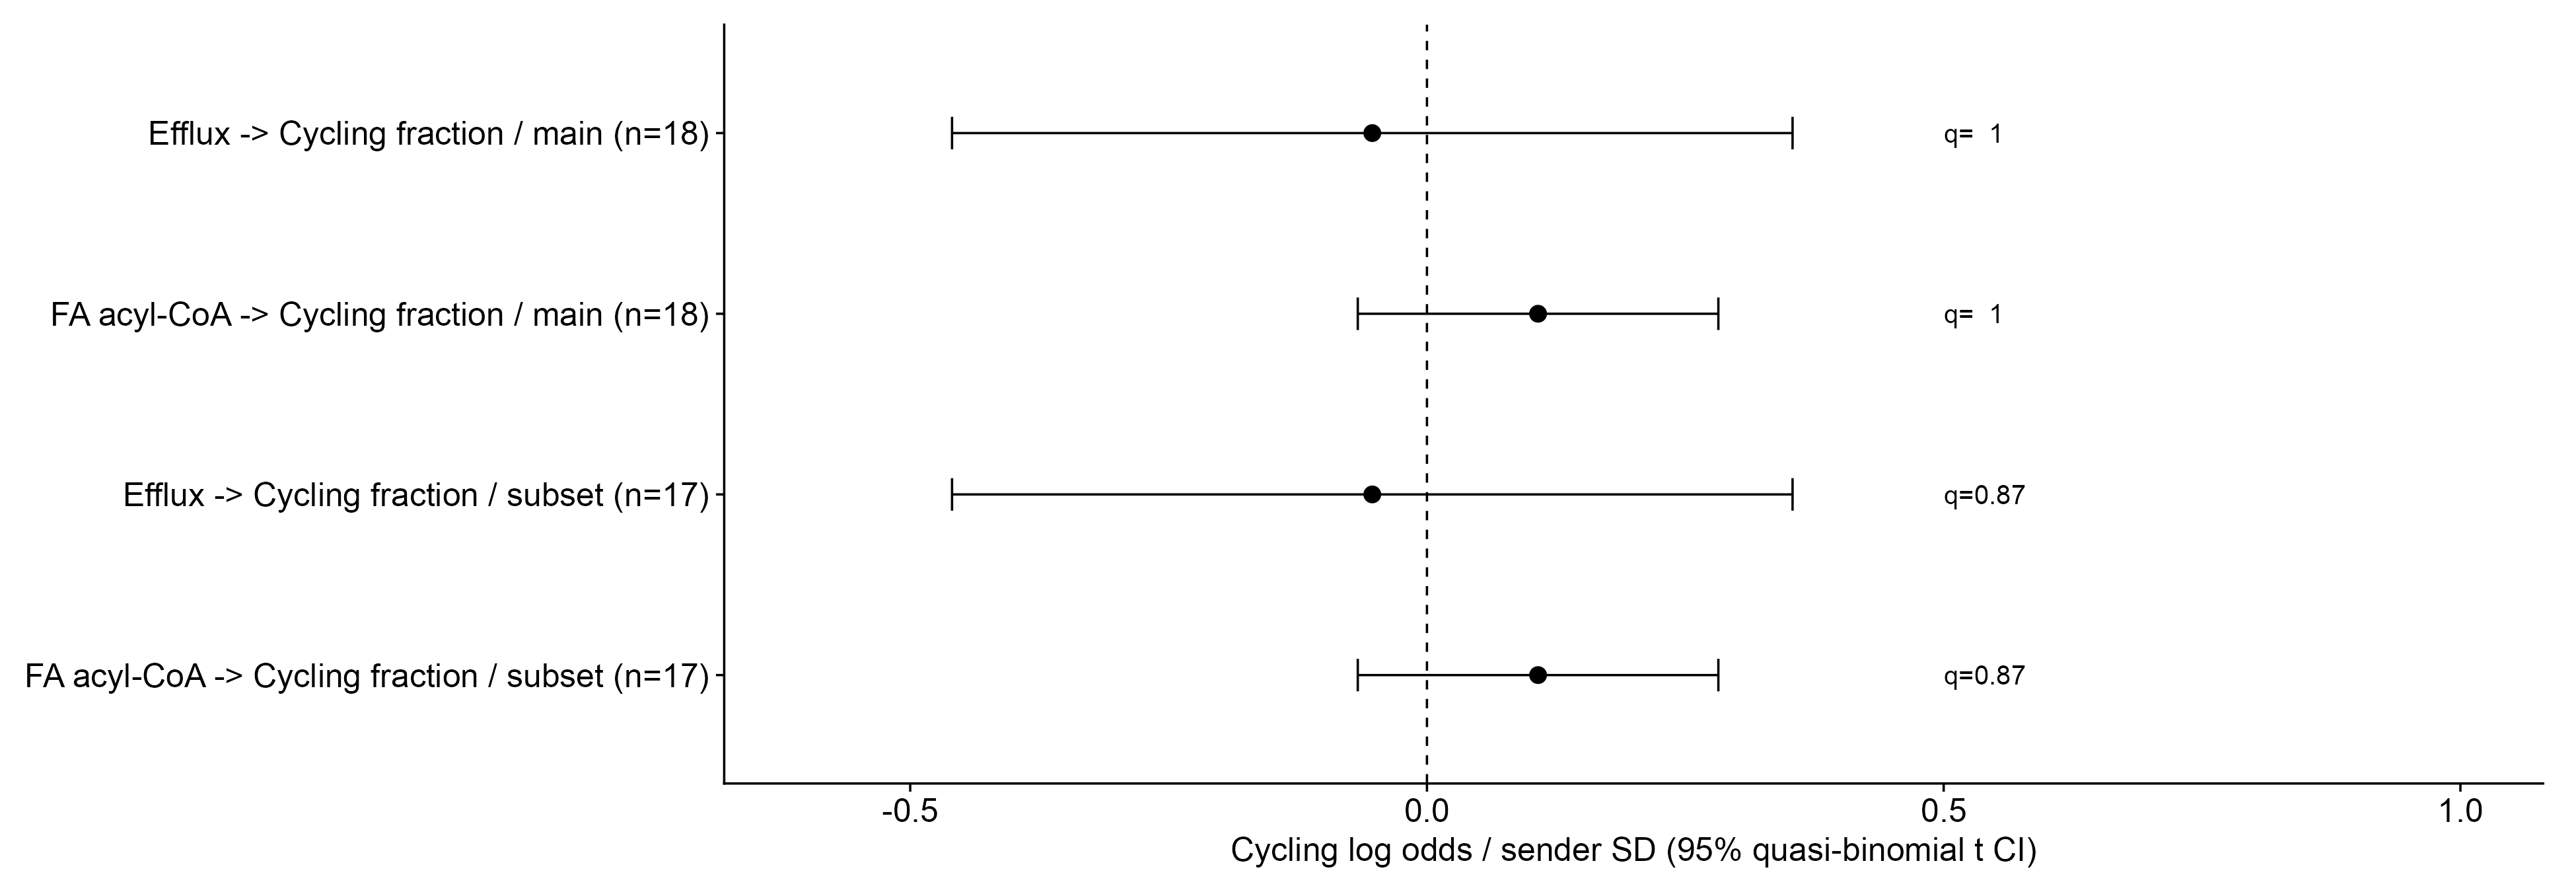 Efflux -> Cycling fraction / main (n=18)
q=  1
FA acyl-CoA -> Cycling fraction / main (n=18)
q=  1
Efflux -> Cycling fraction / subset (n=17)
q=0.87
FA acyl-CoA -> Cycling fraction / subset (n=17)
q=0.87
-0.5 0.0 0.5 1.0
Cycling log odds / sender SD (95% quasi-binomial t CI)